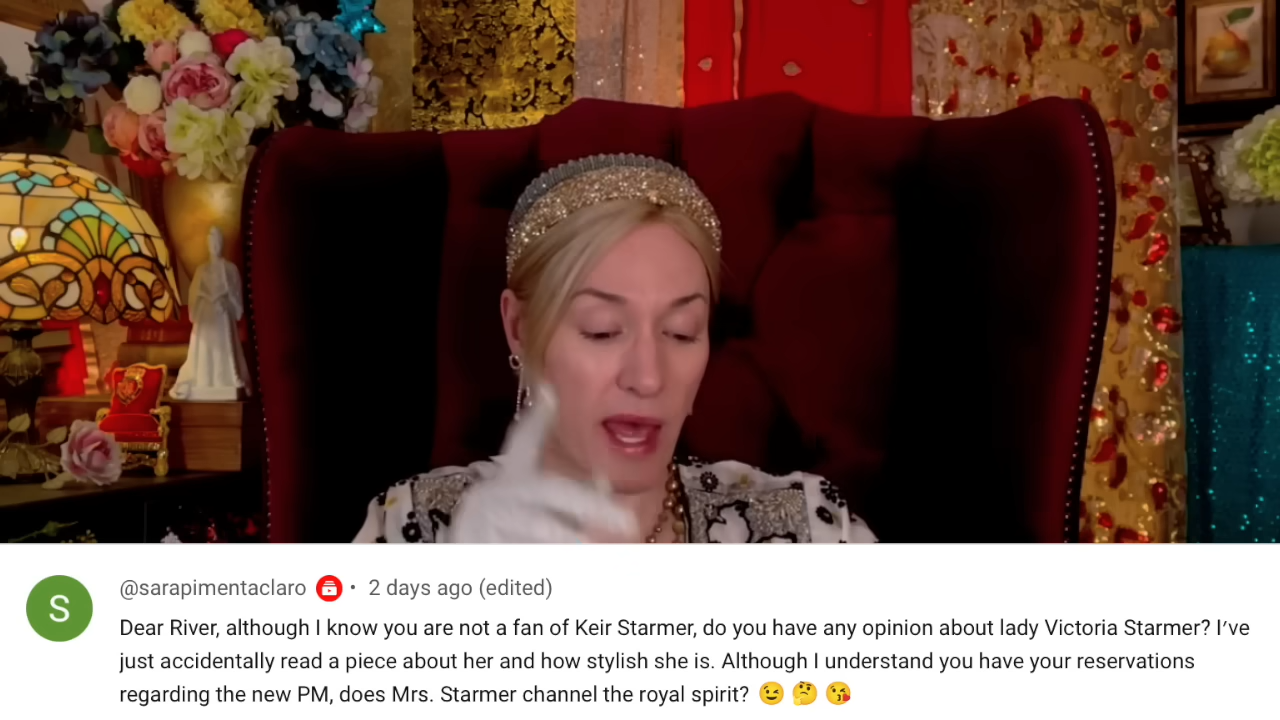 S
@sarapimentaclaro • 2 days ago (edited)
Dear River, although I know you are not a fan of Keir Starmer, do you have any opinion about lady Victoria Starmer? I′ve
just accidentally read a piece about her and how stylish she is. Although I understand you have your reservations
regarding the new PM, does Mrs. Starmer channel the royal spirit? 😉 🤔 😘